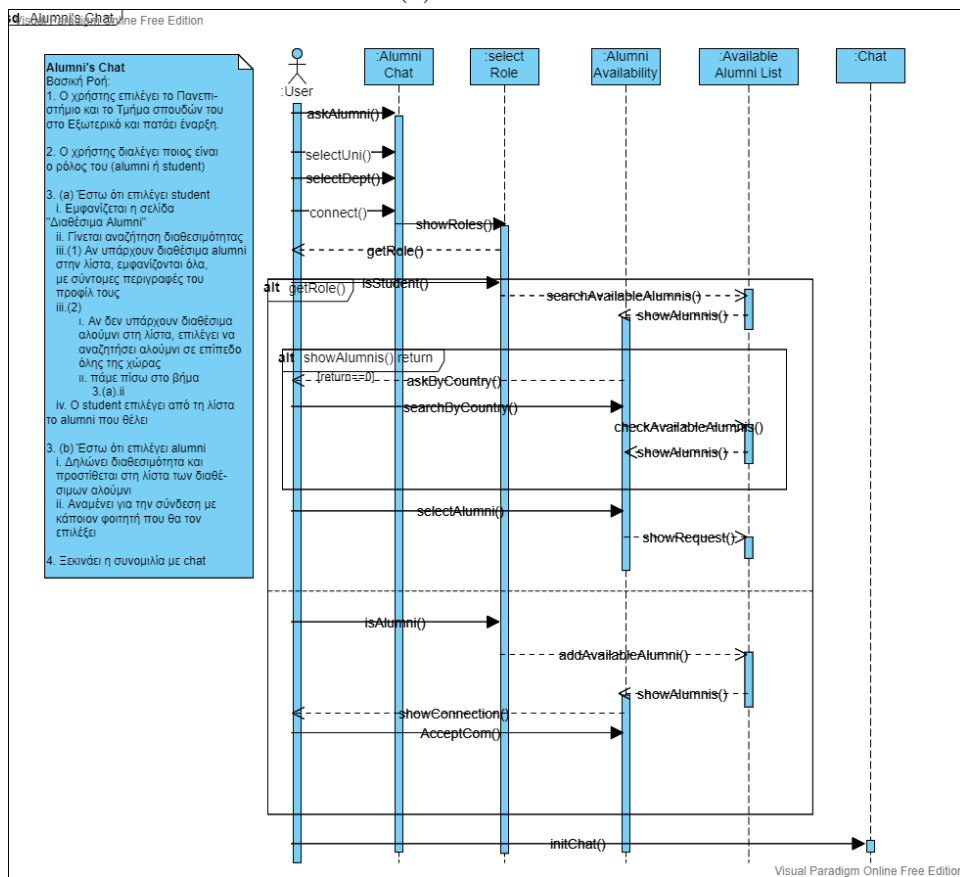 sd Alumni's Chat
Visual Paradigm Online Free Edition
Alumni's Chat
Βασική Ροή:
1. Ο χρήστης επιλέγει το Πανεπι-
στήμιο και το Τμήμα σπουδών του
στο Εξωτερικό και πατάει έναρξη.
2. Ο χρήστης διαλέγει ποιος είναι
ο ρόλος του (alumni ή student)
3. (a) Έστω ότι επιλέγει student
i. Εμφανίζεται η σελίδα
"Διαθέσιμα Alumni"
ii. Γίνεται αναζήτηση διαθεσιμότητας
iii.(1) Αν υπάρχουν διαθέσιμα alumni
στην λίστα, εμφανίζονται όλα,
με σύντομες περιγραφές του
προφίλ τους
iii.(2)
ι. Αν δεν υπάρχουν διαθέσιμα
αλούμνι στη λίστα, επιλέγει να
αναζητήσει αλούμνι σε επίπεδο
όλης της χώρας
ιι. πάμε πίσω στο βήμα
3.(a).ii
iv. Ο student επιλέγει από τη λίστα
το alumni που θέλει
3. (b) Έστω ότι επιλέγει alumni
i. Δηλώνει διαθεσιμότητα και
προστίθεται στη λίστα των διαθέ-
σιμων αλούμνι
ii. Αναμένει για την σύνδεση με
κάποιον φοιτητή που θα τον
επιλέξει
4. Ξεκινάει η συνομιλία με chat
:User
:Alumni
Chat
:select
Role
:Alumni
Availability
:Available
Alumni List
:Chat
askAlumni()
selectUni()
selectDept()
connect()
showRoles()
getRole()
alt getRole()
isStudent()
searchAvailableAlumnis()
showAlumnis()
alt showAlumnis() return
[return==0]
askByCountry()
searchByCountry()
checkAvailableAlumnis()
showAlumnis()
selectAlumni()
showRequest()
isAlumni()
addAvailableAlumni()
showAlumnis()
showConnection()
AcceptCom()
initChat()
Visual Paradigm Online Free Edition